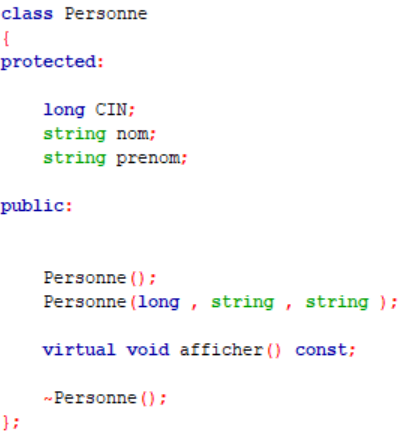 class Personne
{
protected:
long CIN;
string nom;
string prenom;
public:
Personne();
Personne(long , string , string );
virtual void afficher() const;
~Personne();
};